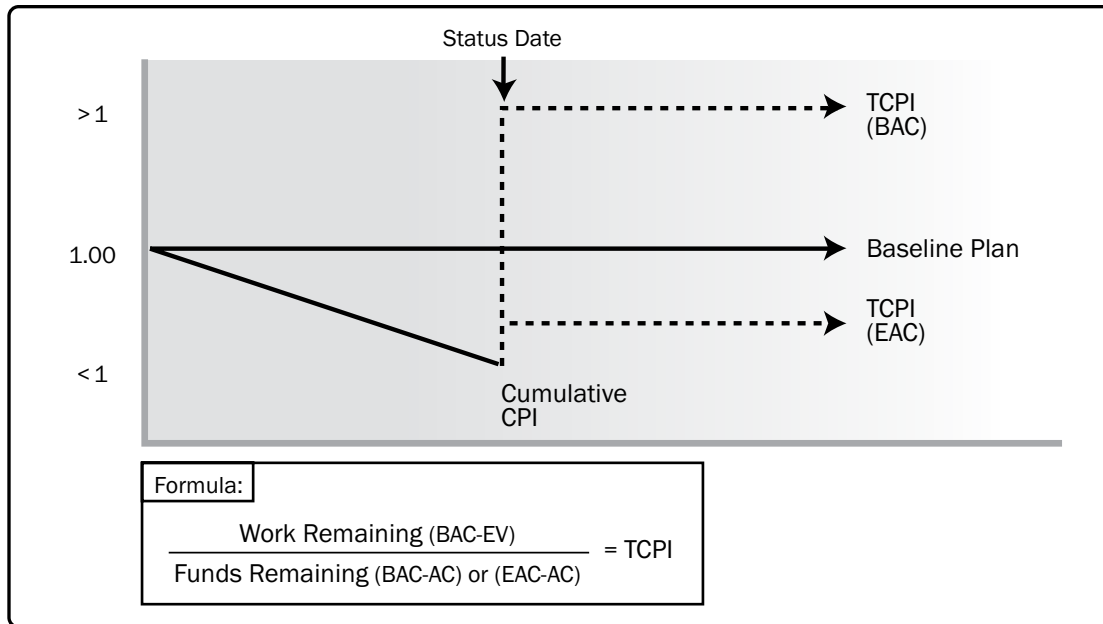 Status Date
> 1
TCPI
(BAC)
1.00
Baseline Plan
TCPI
(EAC)
< 1
Cumulative
CPI
Formula:
Work Remaining (BAC-EV)
= TCPI
Funds Remaining (BAC-AC) or (EAC-AC)